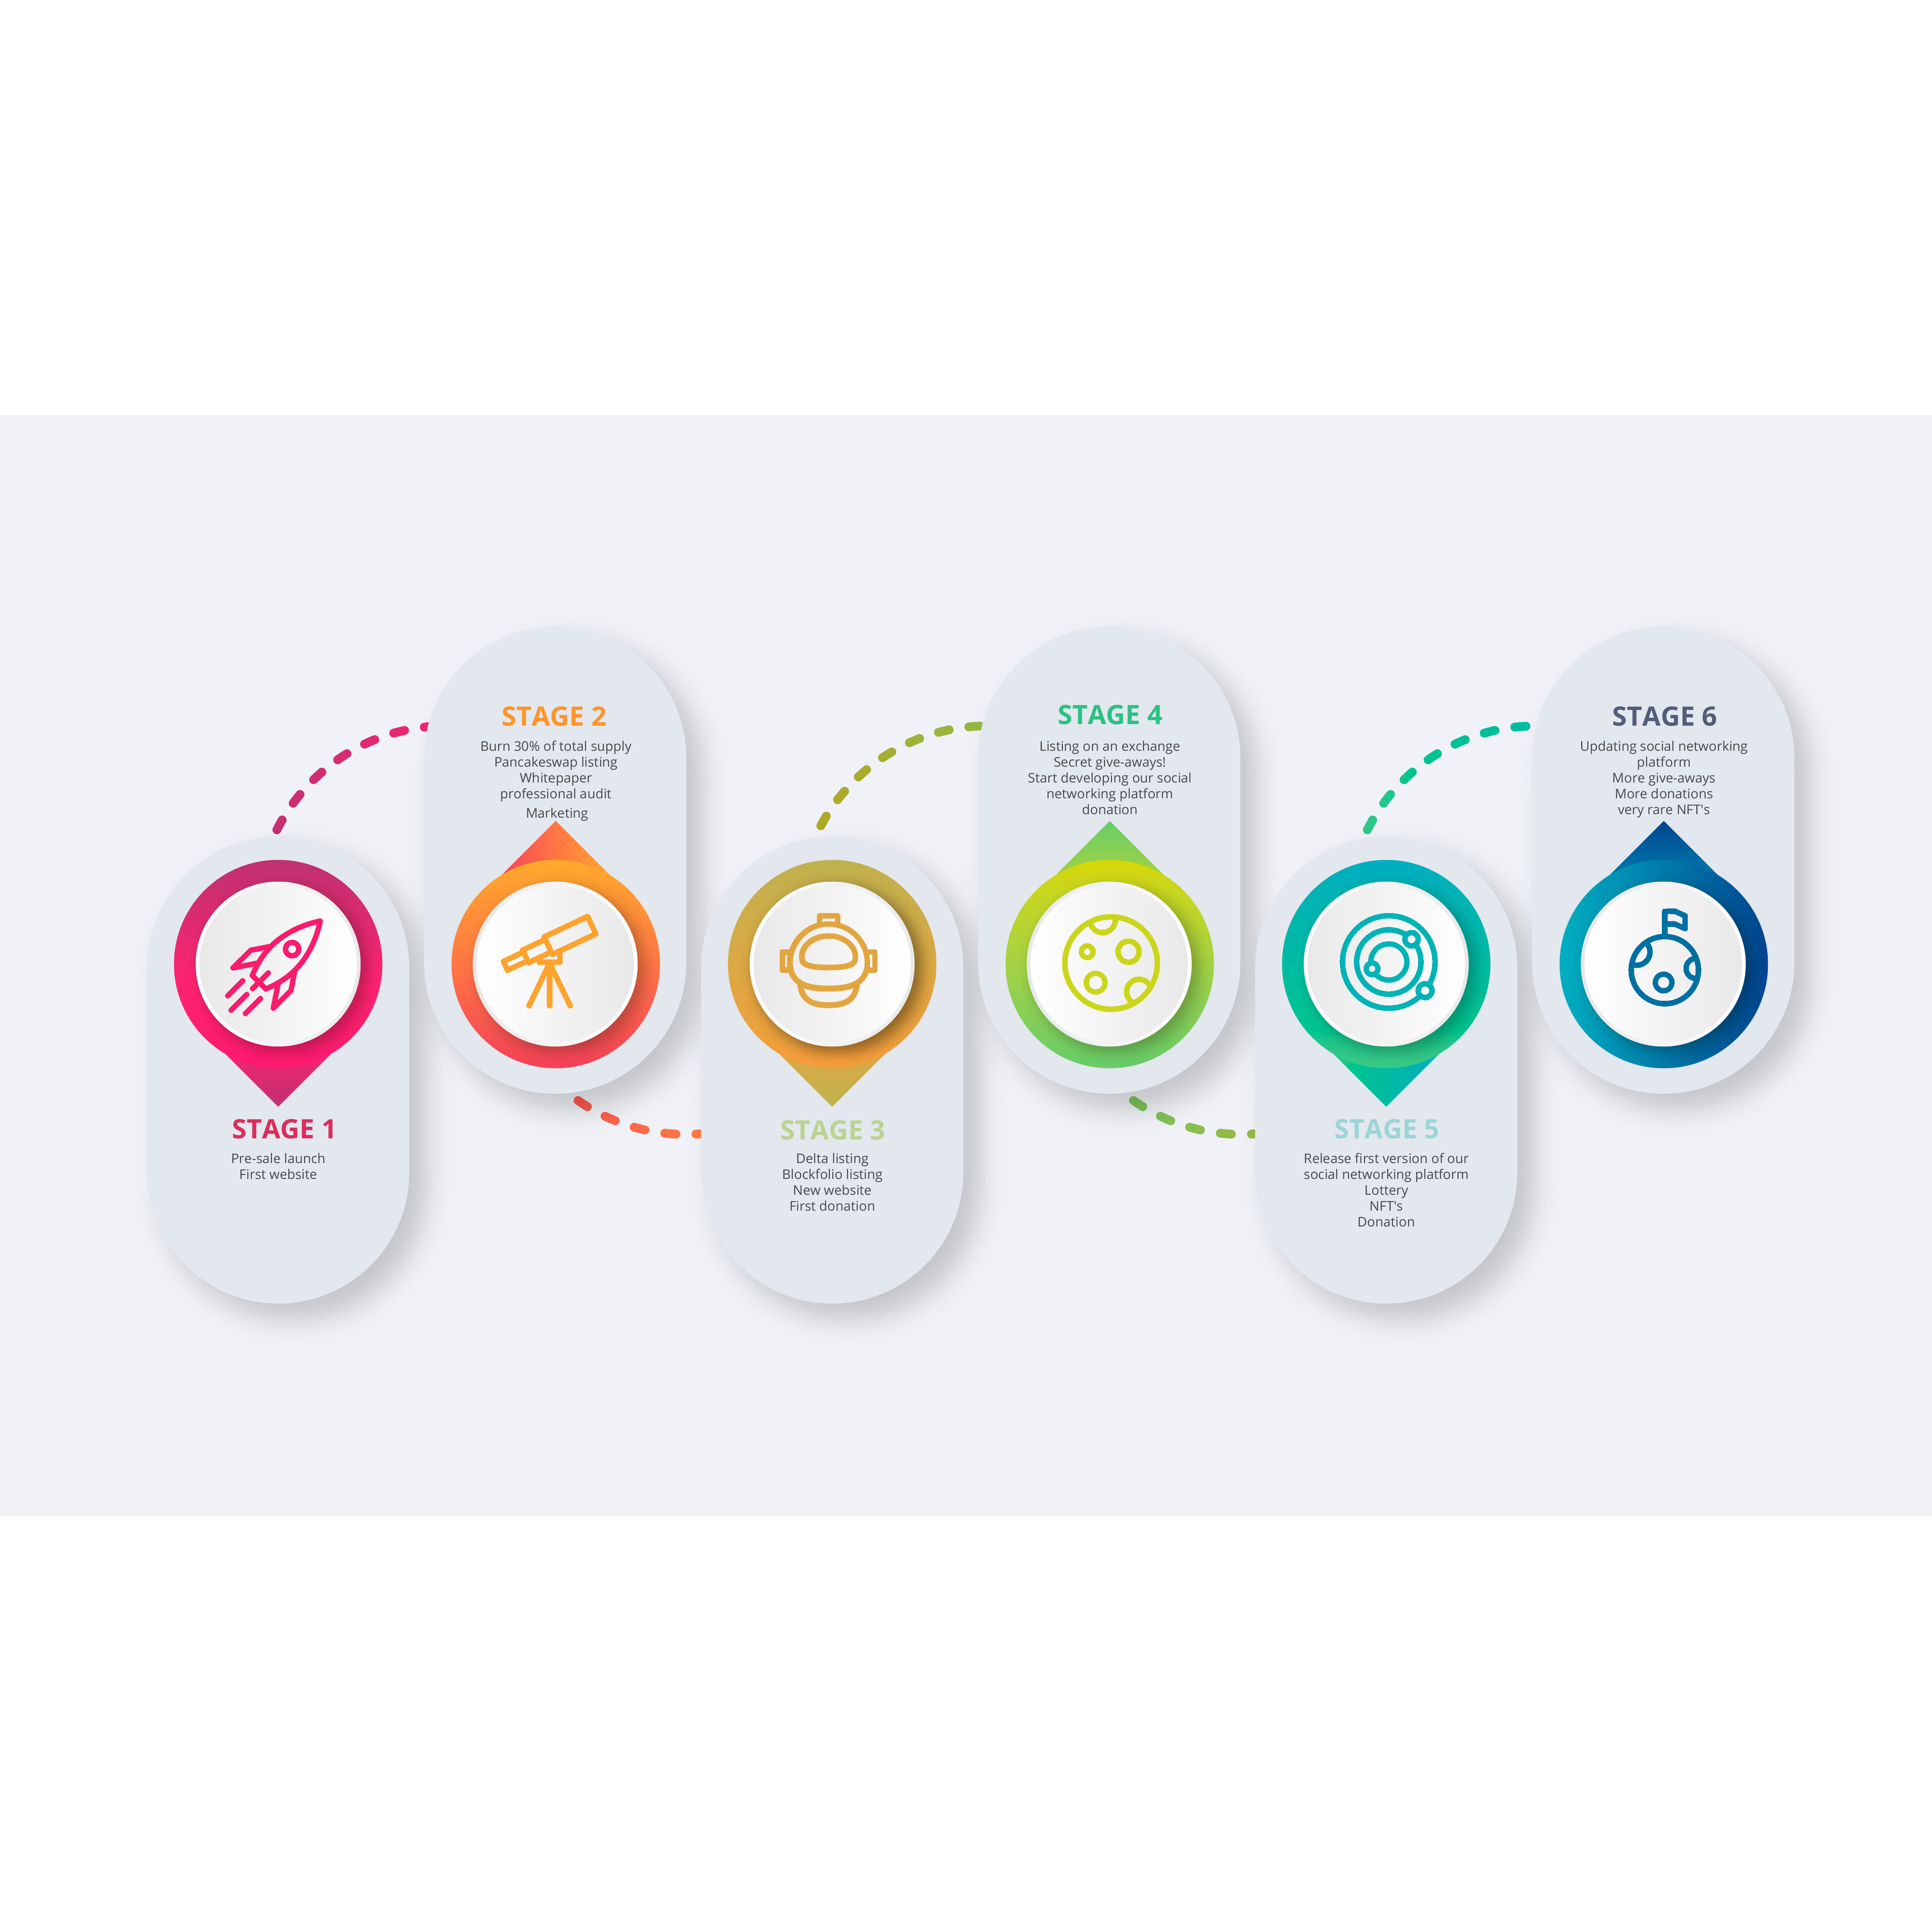 STAGE 1
Pre-sale launch
First website
STAGE 2
Burn 30% of total supply
Pancakeswap listing
Whitepaper
professional audit
Marketing
STAGE 3
Delta listing
Blockfolio listing
New website
First donation
STAGE 4
Listing on an exchange
Secret give-aways!
Start developing our social
networking platform
donation
STAGE 5
Release first version of our
social networking platform
Lottery
NFT's
Donation
STAGE 6
Updating social networking
platform
More give-aways
More donations
very rare NFT's